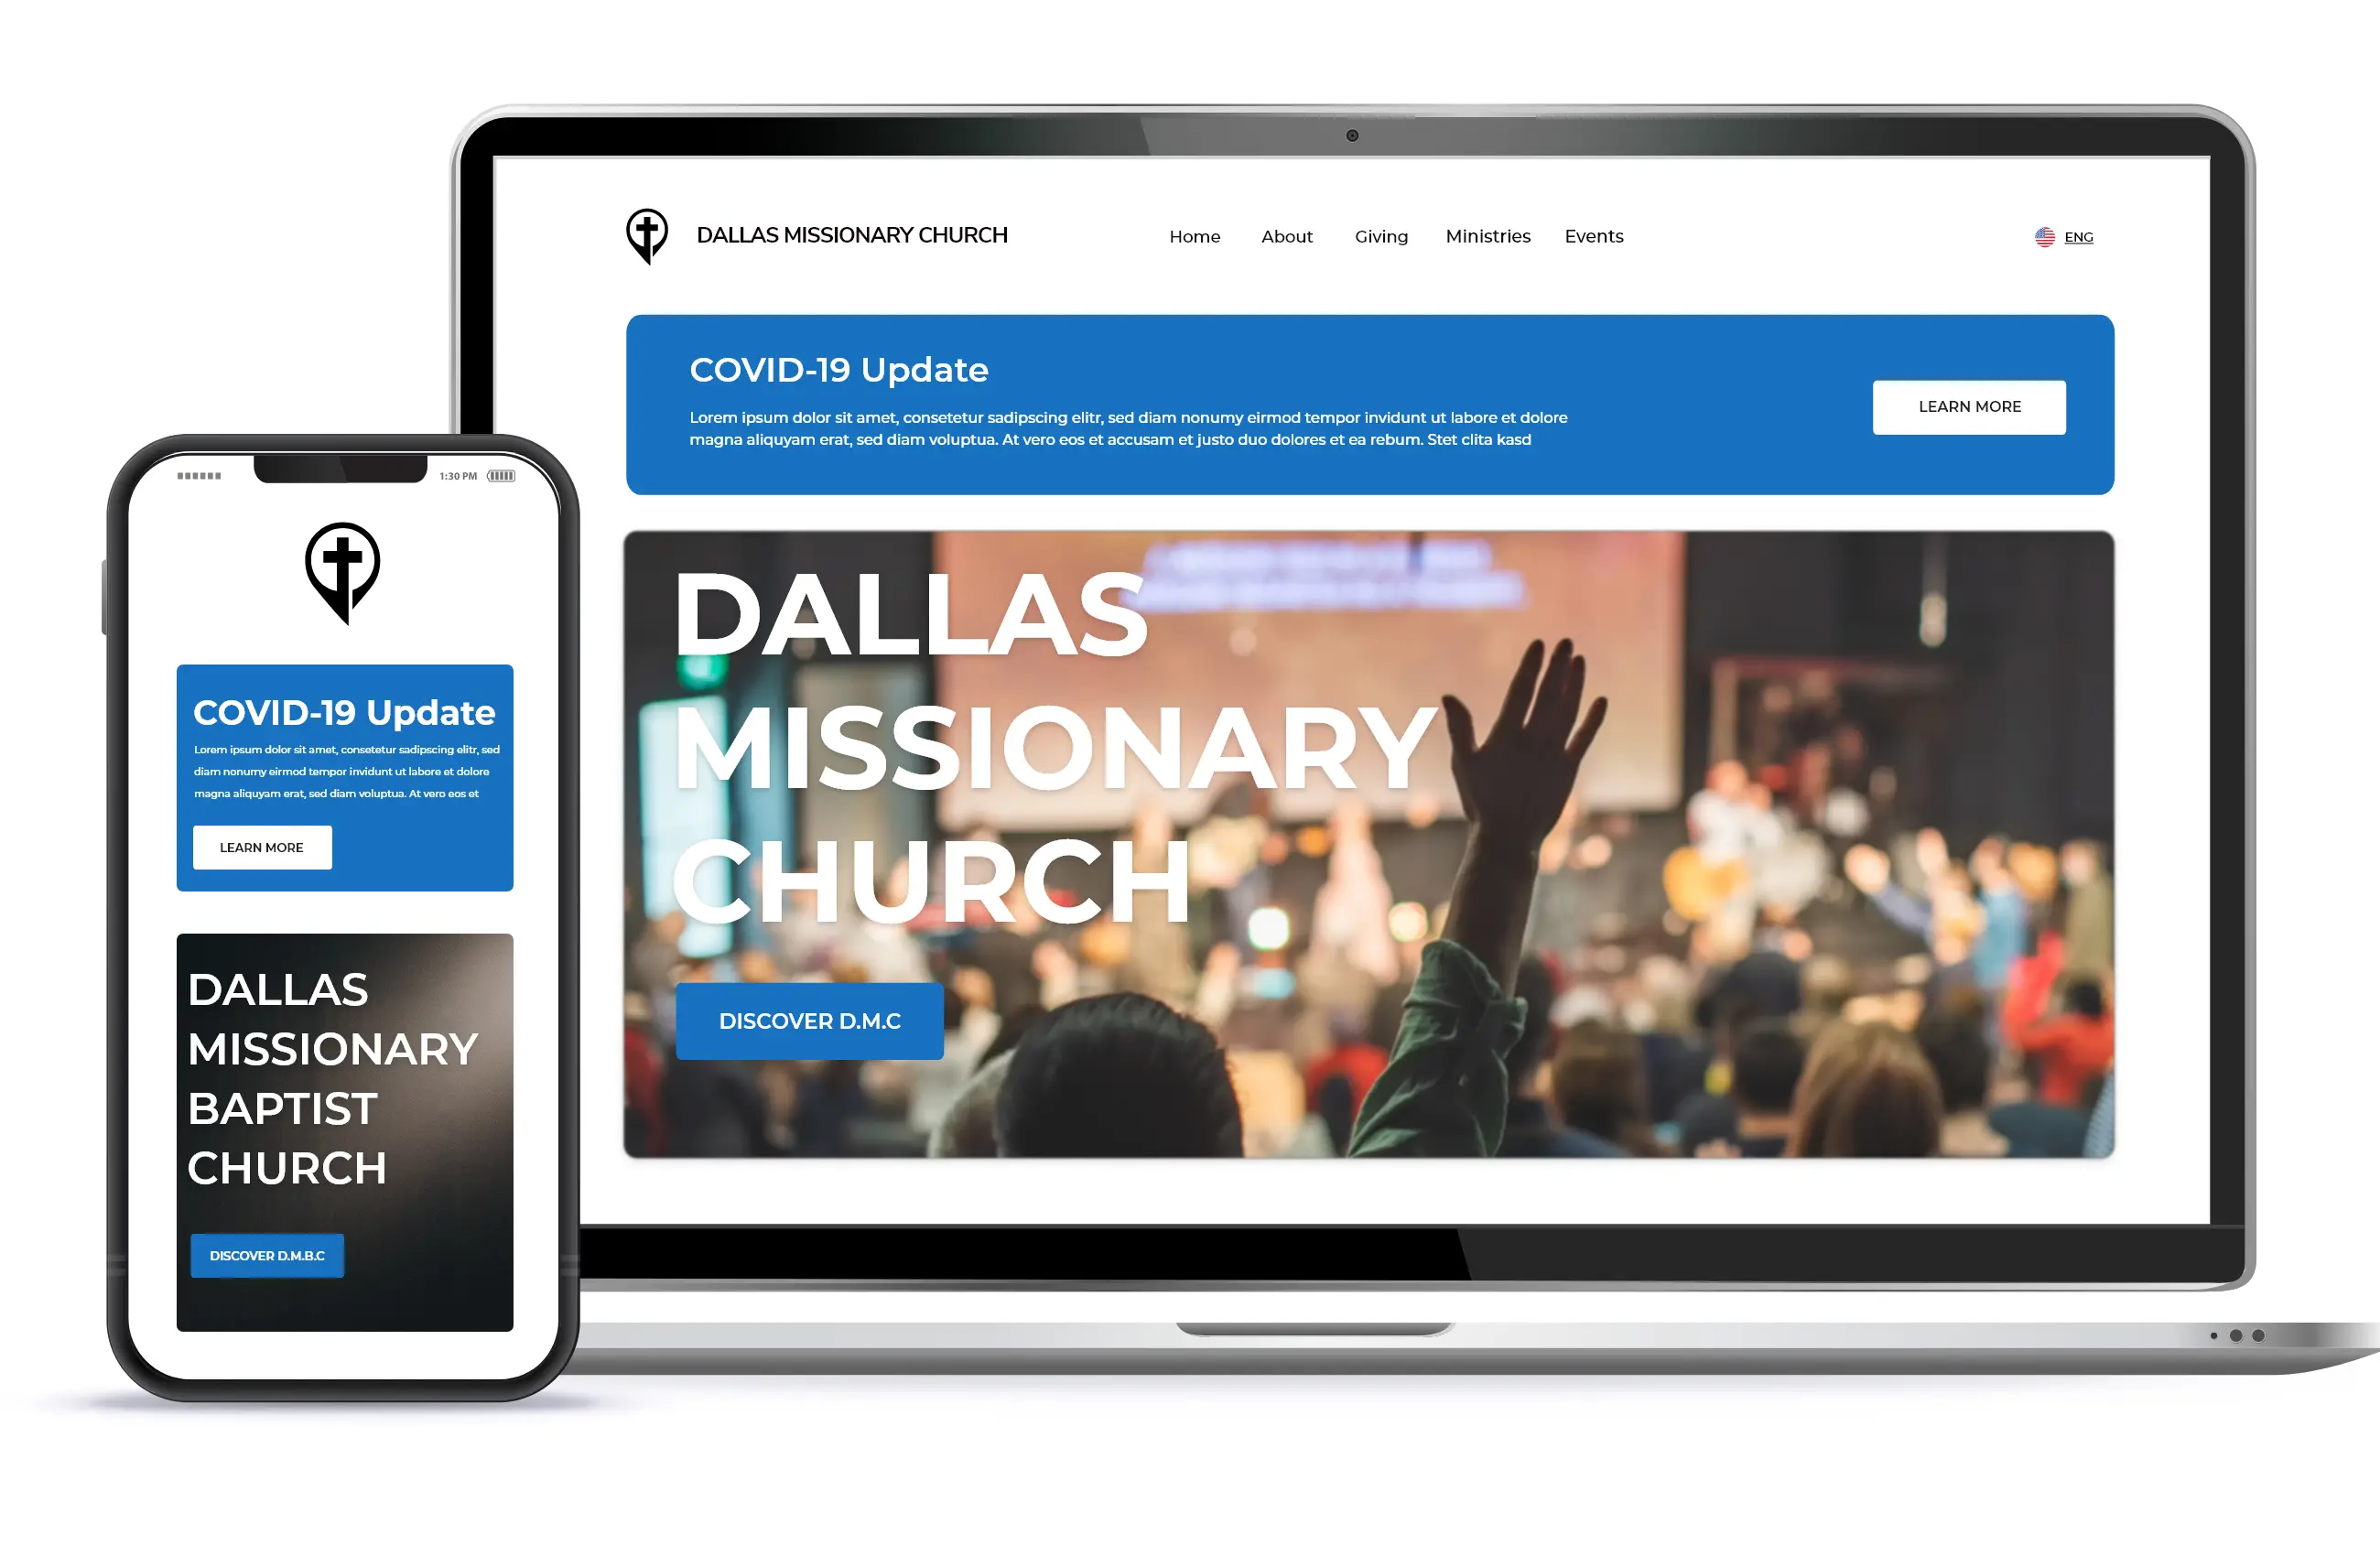 DALLAS MISSIONARY CHURCH
Home About Giving Ministries Events
ENG
COVID-19 Update
Lorem ipsum dolor sit amet, consetetur sadipscing elitr, sed diam nonumy eirmod tempor invidunt ut labore et dolore
magna aliquyam erat, sed diam voluptua. At vero eos et accusam et justo duo dolores et ea rebum. Stet clita kasd
LEARN MORE
DALLAS
MISSIONARY
CHURCH
DISCOVER D.M.C
1:30 PM
COVID-19 Update
Lorem ipsum dolor sit amet, consetetur sadipscing elitr, sed
diam nonumy eirmod tempor invidunt ut labore et dolore
magna aliquyam erat, sed diam voluptua. At vero eos et
LEARN MORE
DALLAS
MISSIONARY
BAPTIST
CHURCH
DISCOVER D.M.B.C